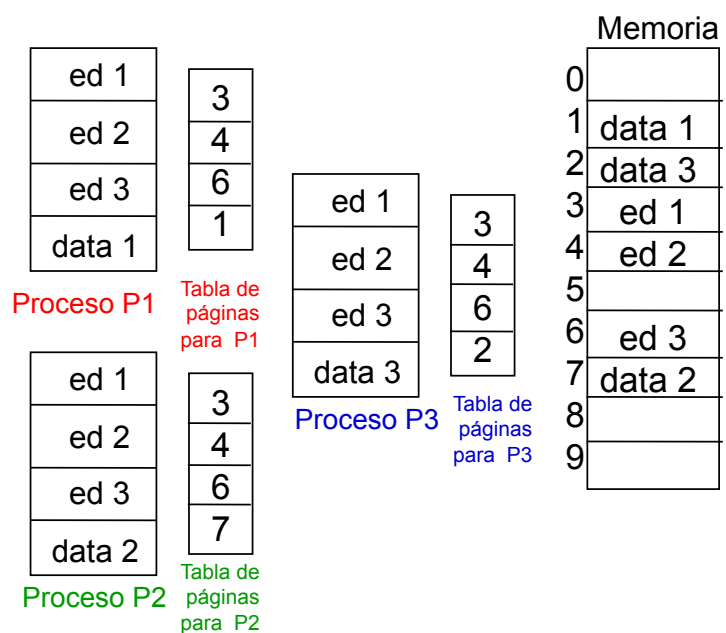 ed 1
ed 2
ed 3
data 1
Proceso P1
3
4
6
1
Tabla de
páginas
para P1
ed 1
ed 2
ed 3
data 2
Proceso P2
3
4
6
7
Tabla de
páginas
para P2
ed 1
ed 2
ed 3
data 3
Proceso P3
3
4
6
2
Tabla de
páginas
para P3
Memoria
0
1 data 1
2 data 3
3 ed 1
4 ed 2
5
6 ed 3
7 data 2
8
9